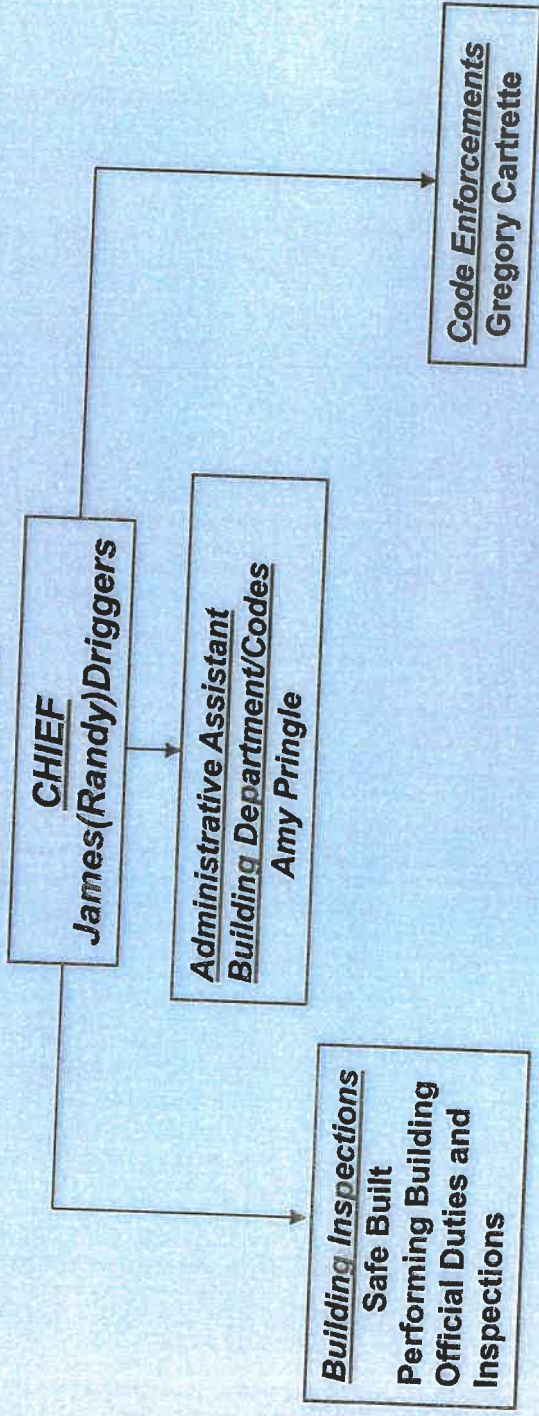 CHIEF
James(Randy)Driggers
Administrative Assistant
Building Department/Codes
Amy Pringle
Building Inspections
Safe Built
Performing Building
Official Duties and
Inspections
Code Enforcements
Gregory Cartrette